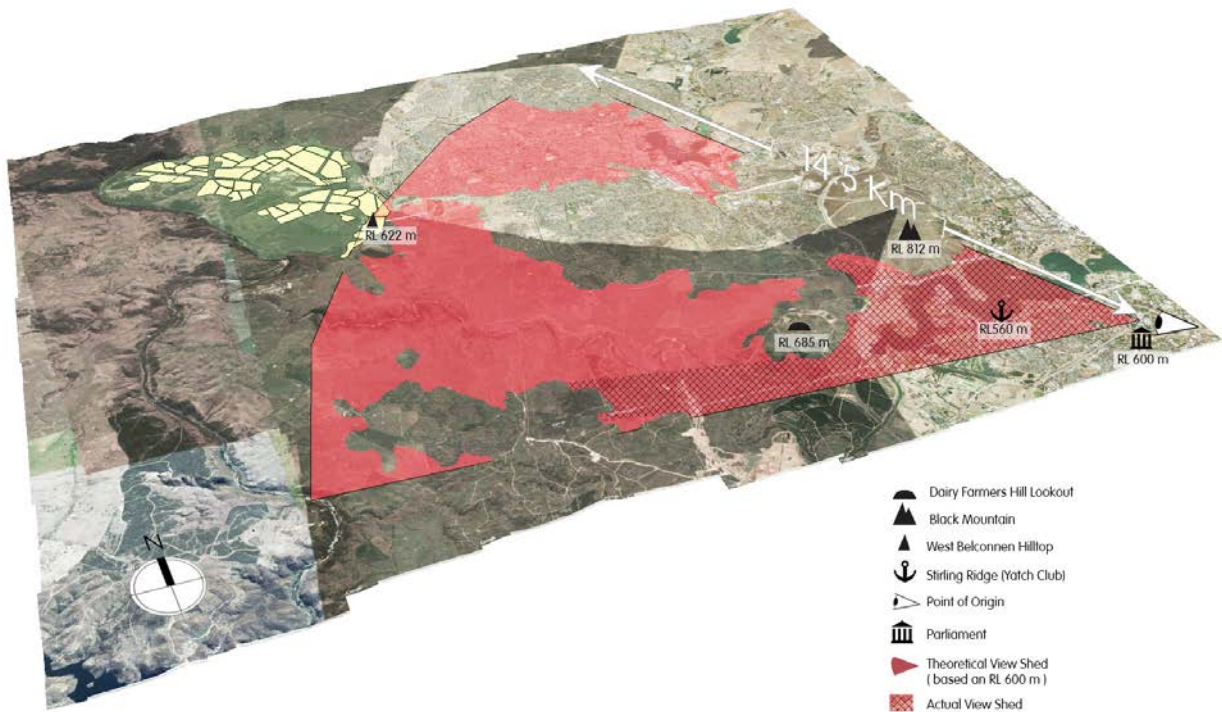 14.5 Km
RL 622 m
RL 812 m
RL 685 m
RL560 m
RL 600 m
N
Dairy Farmers Hill Lookout
Black Mountain
West Belconnen Hilltop
Stirling Ridge (Yatch Club)
Point of Origin
Parliament
Theoretical View Shed
( based an RL 600 m )
Actual View Shed